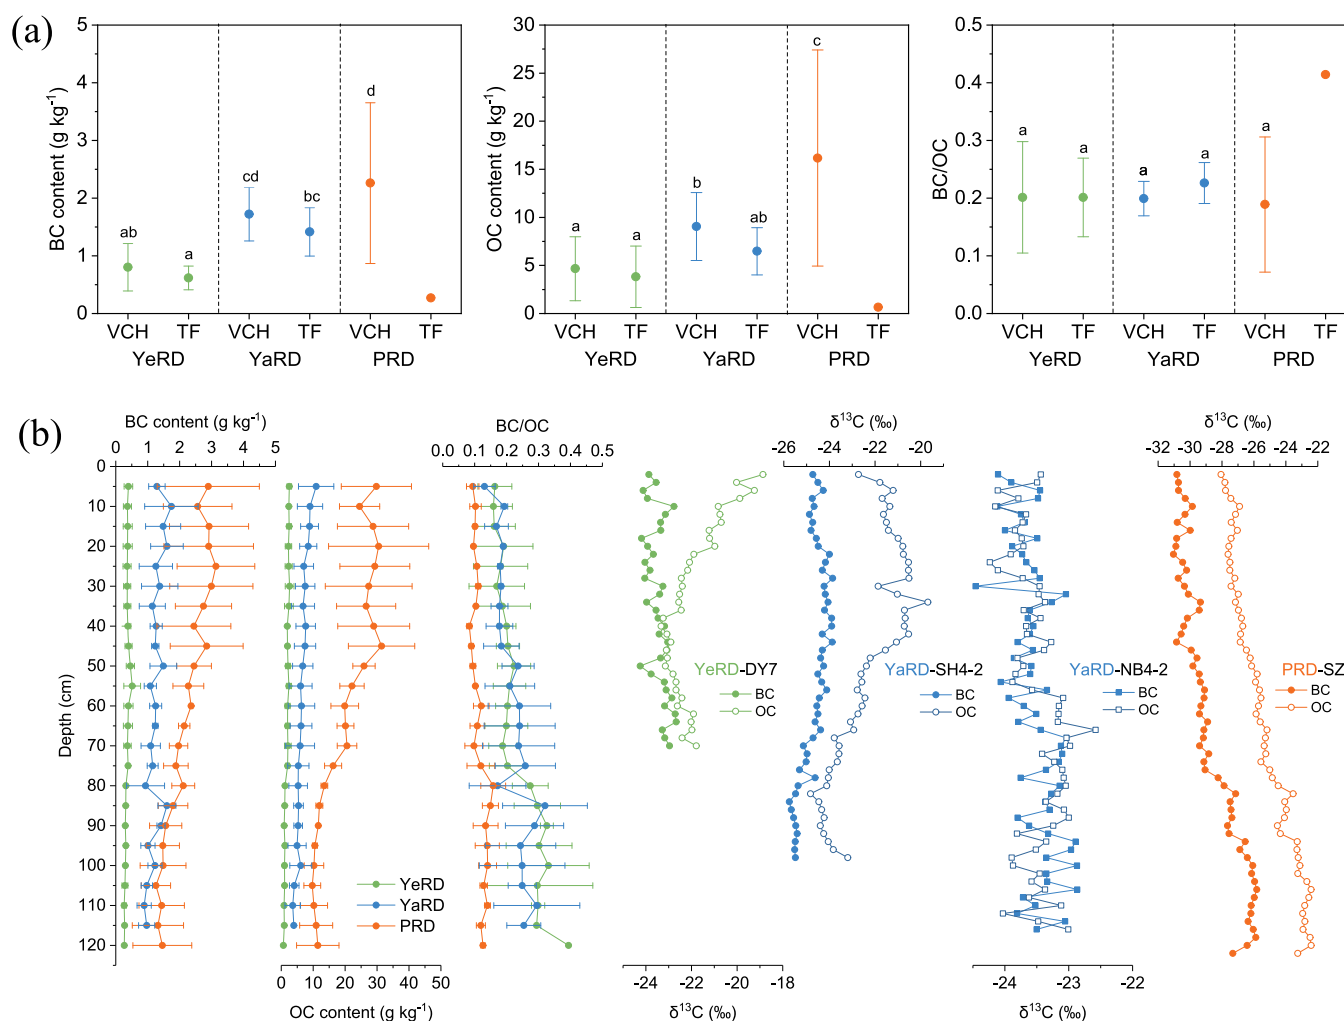 (a)
BC content (g kg⁻¹)
5
4
3
2
1
0
ab
a
cd
bc
d
VCH TF VCH TF VCH TF
YeRD YaRD PRD
OC content (g kg⁻¹)
30
25
20
15
10
5
0
a
a
b
ab
c
VCH TF VCH TF VCH TF
YeRD YaRD PRD
BC/OC
0.5
0.4
0.3
0.2
0.1
0.0
a
a
a
a
a
VCH TF VCH TF VCH TF
YeRD YaRD PRD
(b)
BC content (g kg⁻¹)
0 1 2 3 4 5
BC/OC
0.0 0.1 0.2 0.3 0.4 0.5
δ¹³C (‰)
-26 -24 -22 -20
δ¹³C (‰)
-31 -30 -28 -26 -24 -22
Depth (cm)
0
10
20
30
40
50
60
70
80
90
100
110
120
YeRD
YaRD
PRD
YeRD-DY7
BC
OC
YaRD-SH4-2
BC
OC
YaRD-NB4-2
BC
OC
PRD-SZ
BC
OC
0 10 20 30 40 50
OC content (g kg⁻¹)
-24 -22 -20 -18 -16
δ¹³C (‰)
-24 -23 -22
δ¹³C (‰)